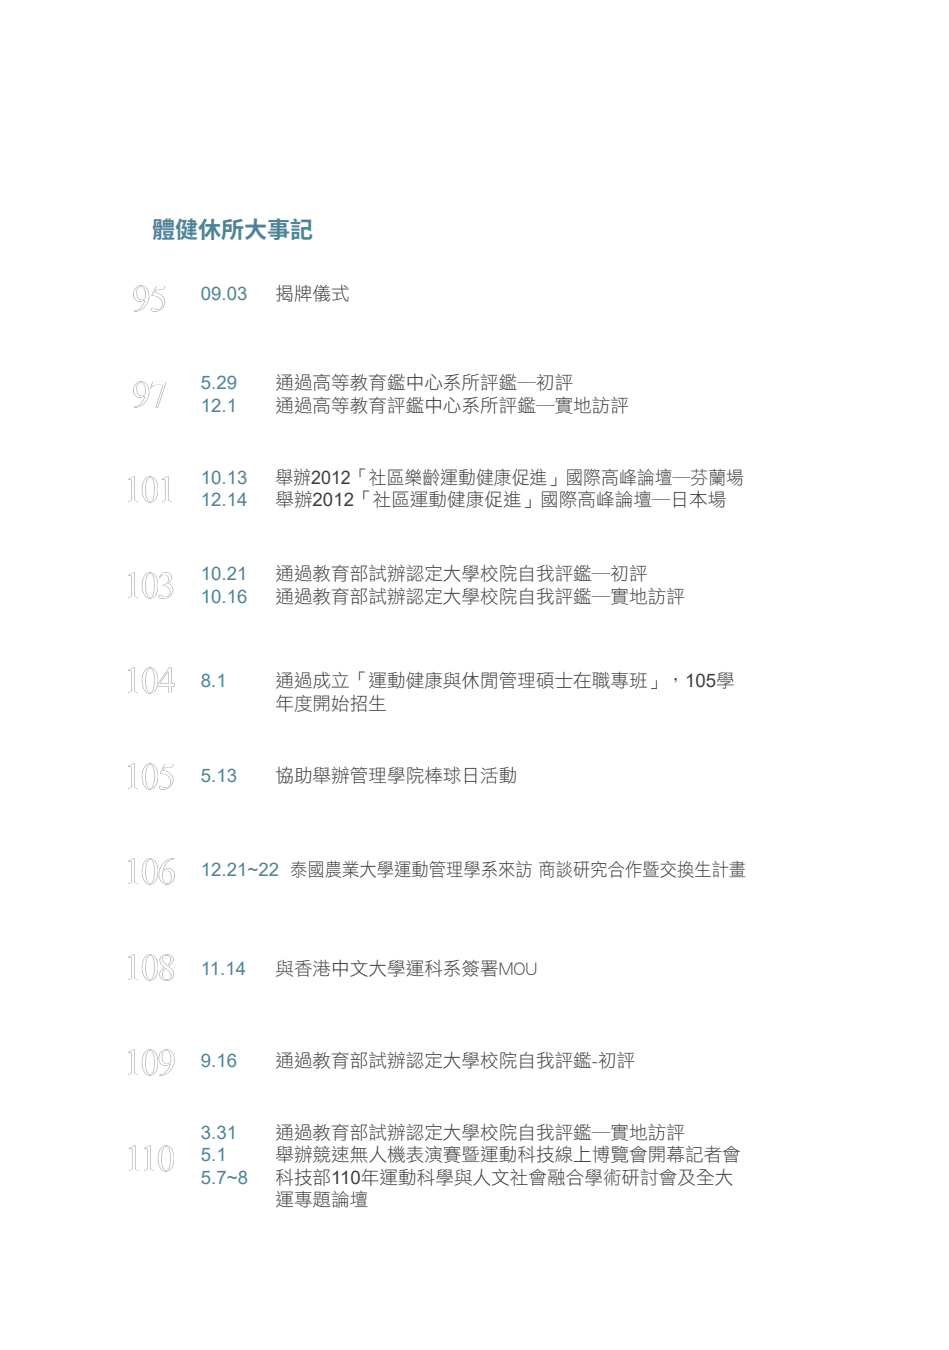 體健休所大事記
95 09.03 揭牌儀式
97 5.29 通過高等教育鑑中心系所評鑑─初評
12.1 通過高等教育評鑑中心系所評鑑─實地訪評
101 10.13 舉辦2012「社區樂齡運動健康促進」國際高峰論壇─芬蘭場
12.14 舉辦2012「社區運動健康促進」國際高峰論壇─日本場
103 10.21 通過教育部試辦認定大學校院自我評鑑─初評
10.16 通過教育部試辦認定大學校院自我評鑑─實地訪評
104 8.1 通過成立「運動健康與休閒管理碩士在職專班」，105學
年度開始招生
105 5.13 協助舉辦管理學院棒球日活動
106 12.21~22 泰國農業大學運動管理學系來訪 商談研究合作暨交換生計畫
108 11.14 與香港中文大學運科系簽署MOU
109 9.16 通過教育部試辦認定大學校院自我評鑑-初評
110 3.31 通過教育部試辦認定大學校院自我評鑑─實地訪評
5.1 舉辦競速無人機表演賽暨運動科技線上博覽會開幕記者會
5.7~8 科技部110年運動科學與人文社會融合學術研討會及全大
運專題論壇